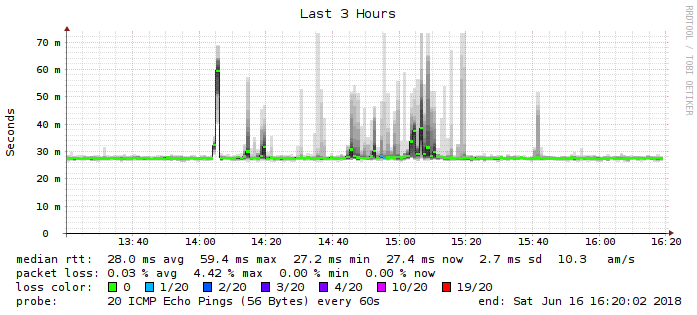 Last 3 Hours
RRDTOOL / TOBI OETIKER
Seconds
70 m
60 m
50 m
40 m
30 m
20 m
10 m
0
13:40 14:00 14:20 14:40 15:00 15:20 15:40 16:00 16:20
median rtt: 28.0 ms avg 59.4 ms max 27.2 ms min 27.4 ms now 2.7 ms sd 10.3 am/s
packet loss: 0.03 % avg 4.42 % max 0.00 % min 0.00 % now
loss color: 0 1/20 2/20 3/20 4/20 10/20 19/20
probe: 20 ICMP Echo Pings (56 Bytes) every 60s end: Sat Jun 16 16:20:02 2018